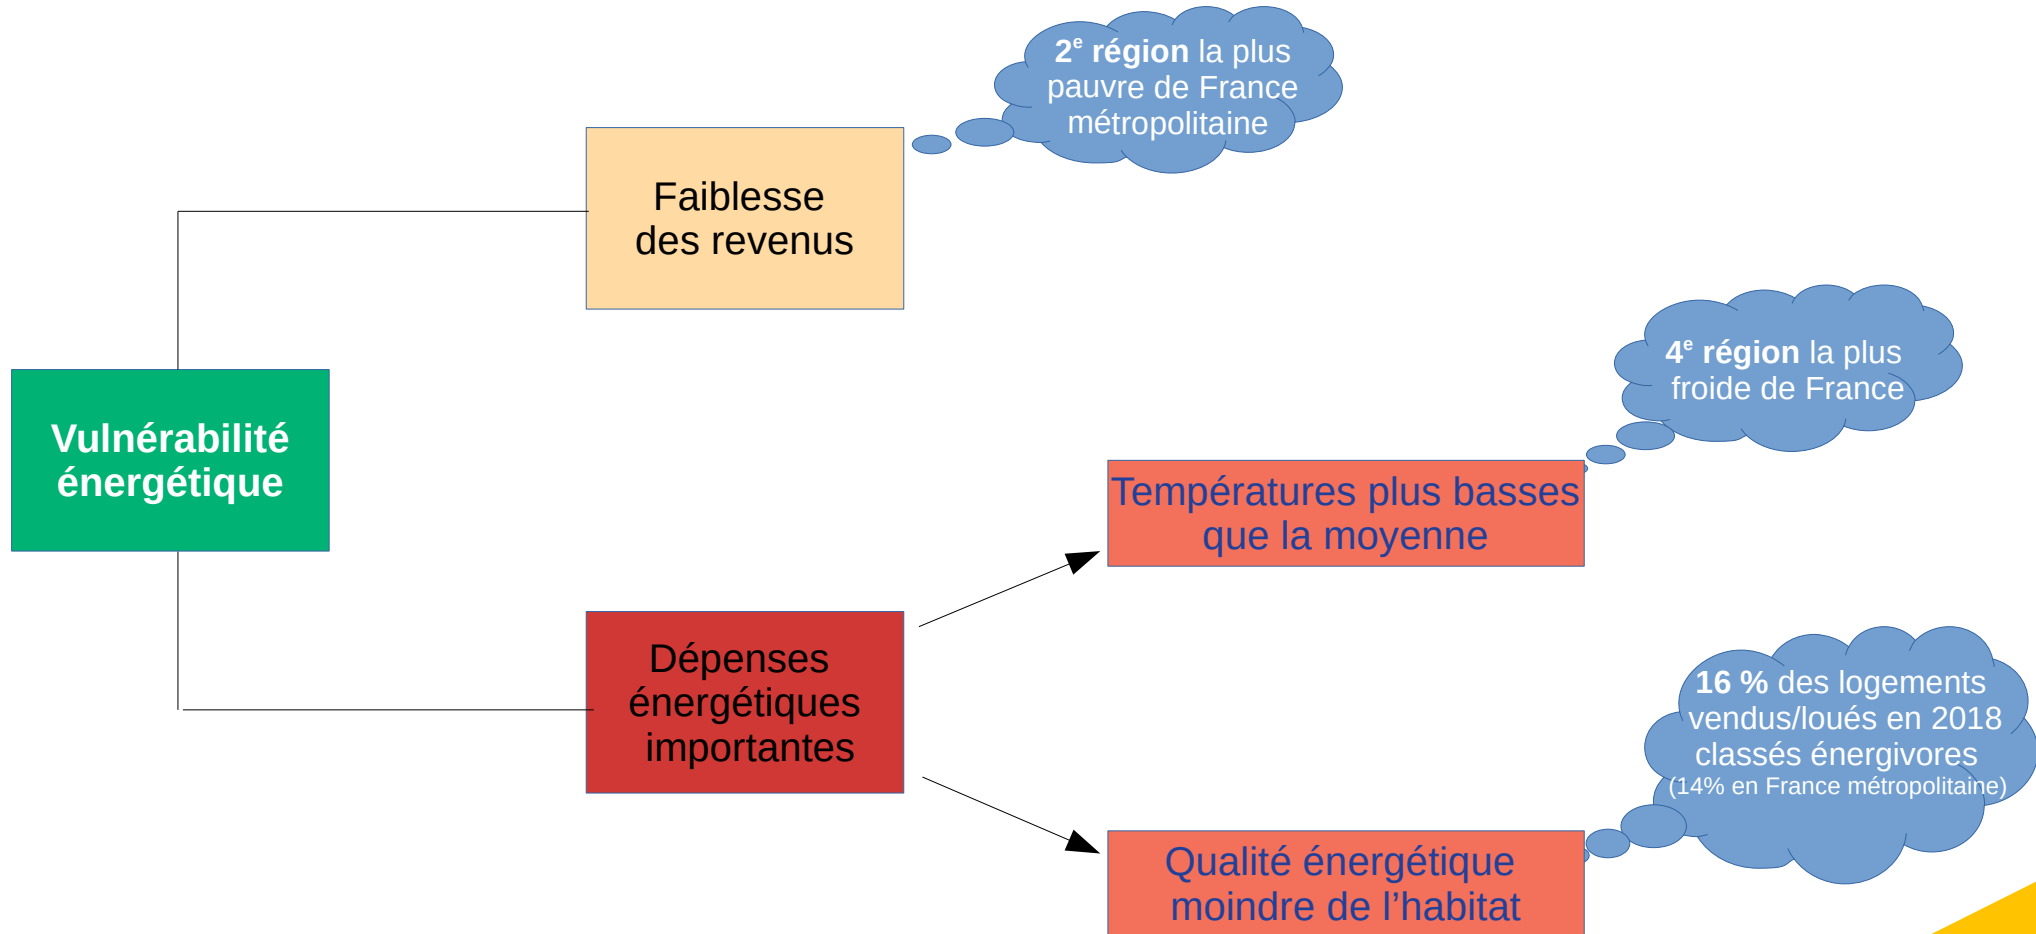 2e région la plus
pauvre de France
métropolitaine
Faiblesse
des revenus
4e région la plus
froide de France
Vulnérabilité
énergétique
Températures plus basses
que la moyenne
Dépenses
énergétiques
importantes
16 % des logements
vendus/loués en 2018
classés énergivores
(14% en France métropolitaine)
Qualité énergétique
moindre de l’habitat